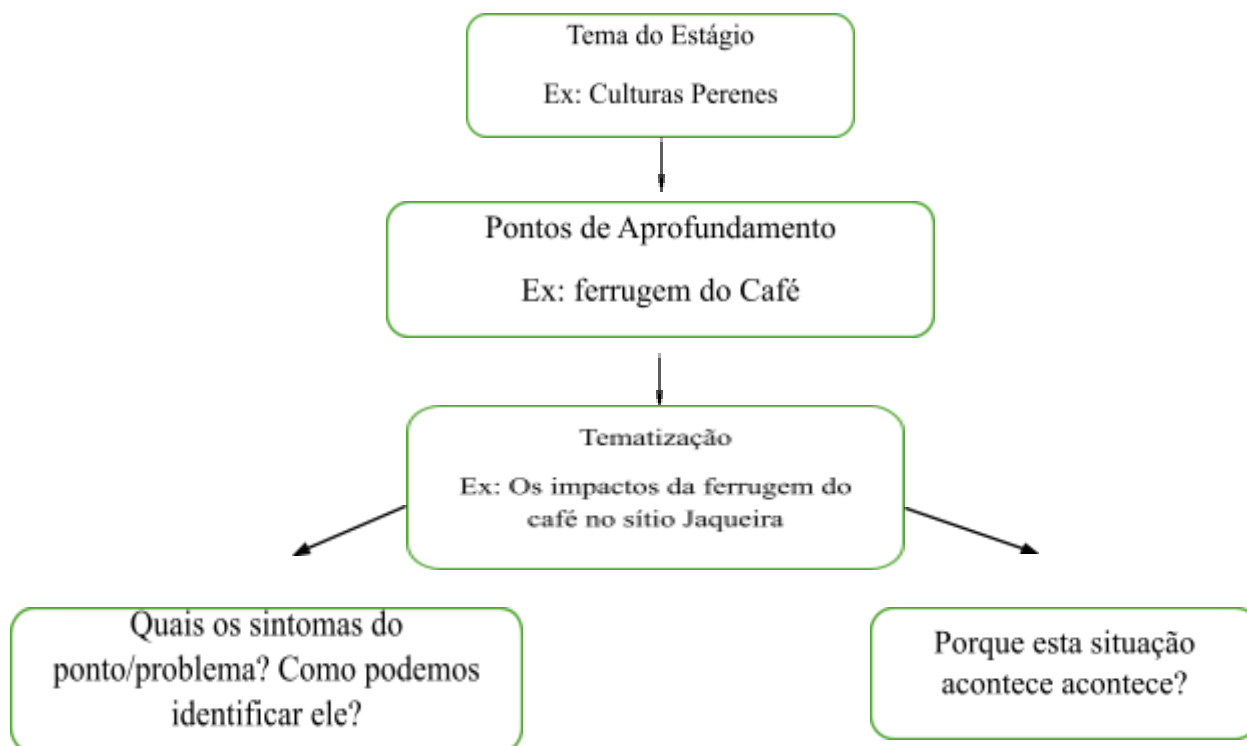 Tema do Estágio
Ex: Culturas Perenes
Pontos de Aprofundamento
Ex: ferrugem do Café
Tematização
Ex: Os impactos da ferrugem do
café no sítio Jaqueira
Quais os sintomas do
ponto/problema? Como podemos
identificar ele?
Porque esta situação
acontece acontece?